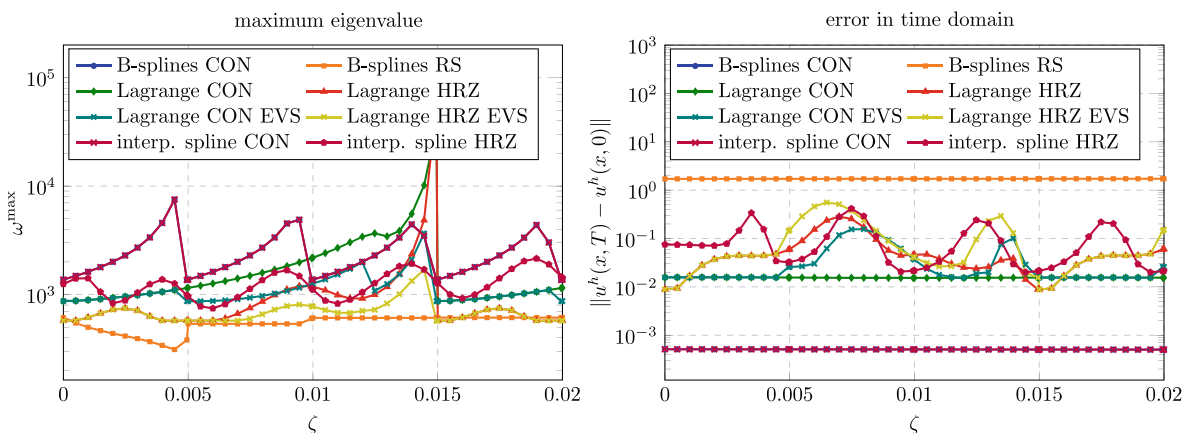 maximum eigenvalue
B-splines CON
B-splines RS
Lagrange CON
Lagrange HRZ
Lagrange CON EVS
Lagrange HRZ EVS
interp. spline CON
interp. spline HRZ
10^5
10^4
10^3
ω^max
0 0.005 0.01 0.015 0.02
ζ
error in time domain
B-splines CON
B-splines RS
Lagrange CON
Lagrange HRZ
Lagrange CON EVS
Lagrange HRZ EVS
interp. spline CON
interp. spline HRZ
10^3
10^2
10^1
10^0
10^−1
10^−2
10^−3
‖u^h(x, T) − u^h(x, 0)‖
0 0.005 0.01 0.015 0.02
ζ